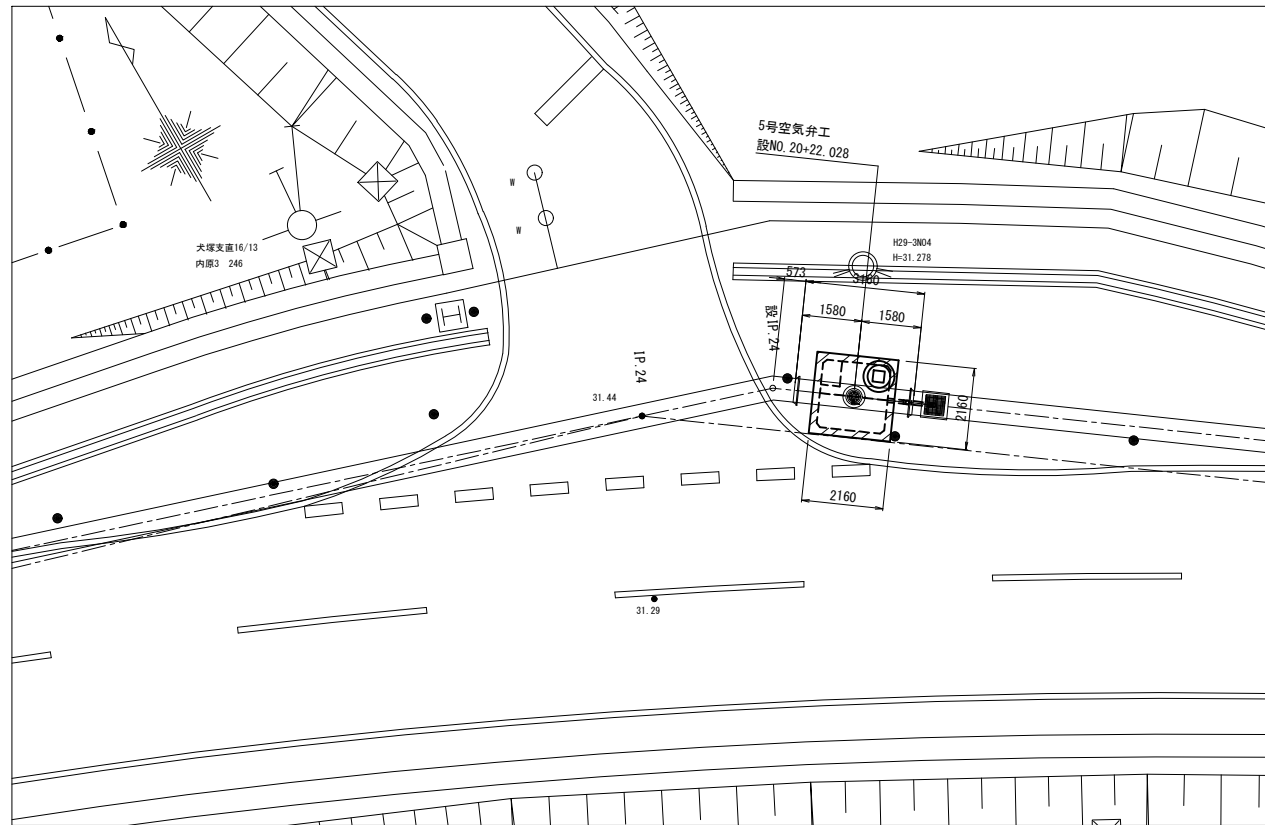 5号空気弁工
設NO.20+22.028
W
W
犬塚支直16/13
内原3 246
H29-3N04
H=31.278
573
3160
1580
1580
設IP.24
IP.24
31.44
2160
2160
31.29